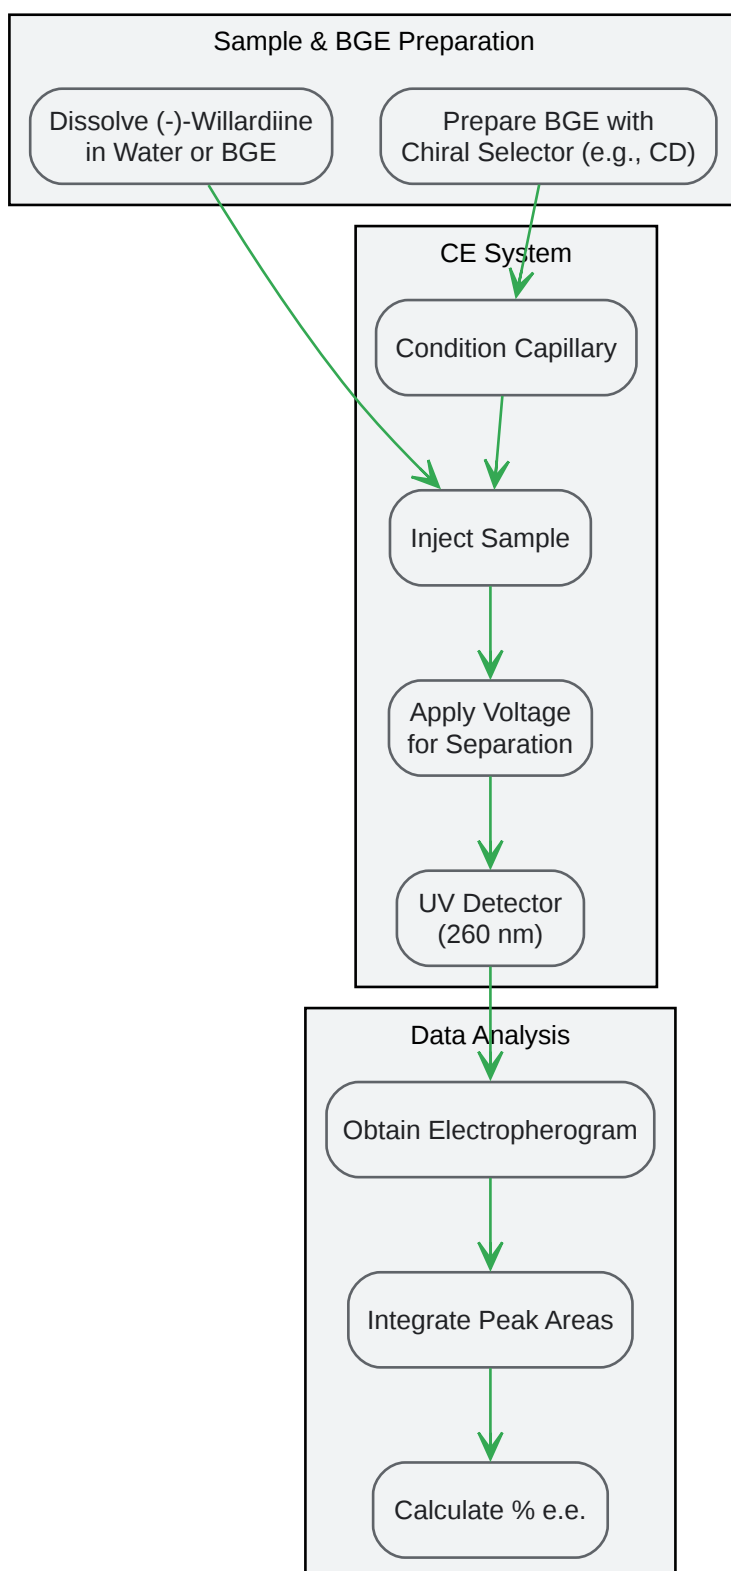 Sample & BGE Preparation
Dissolve (-)-Willardiine
in Water or BGE
Prepare BGE with
Chiral Selector (e.g., CD)
CE System
Condition Capillary
Inject Sample
Apply Voltage
for Separation
UV Detector
(260 nm)
Data Analysis
Obtain Electropherogram
Integrate Peak Areas
Calculate % e.e.